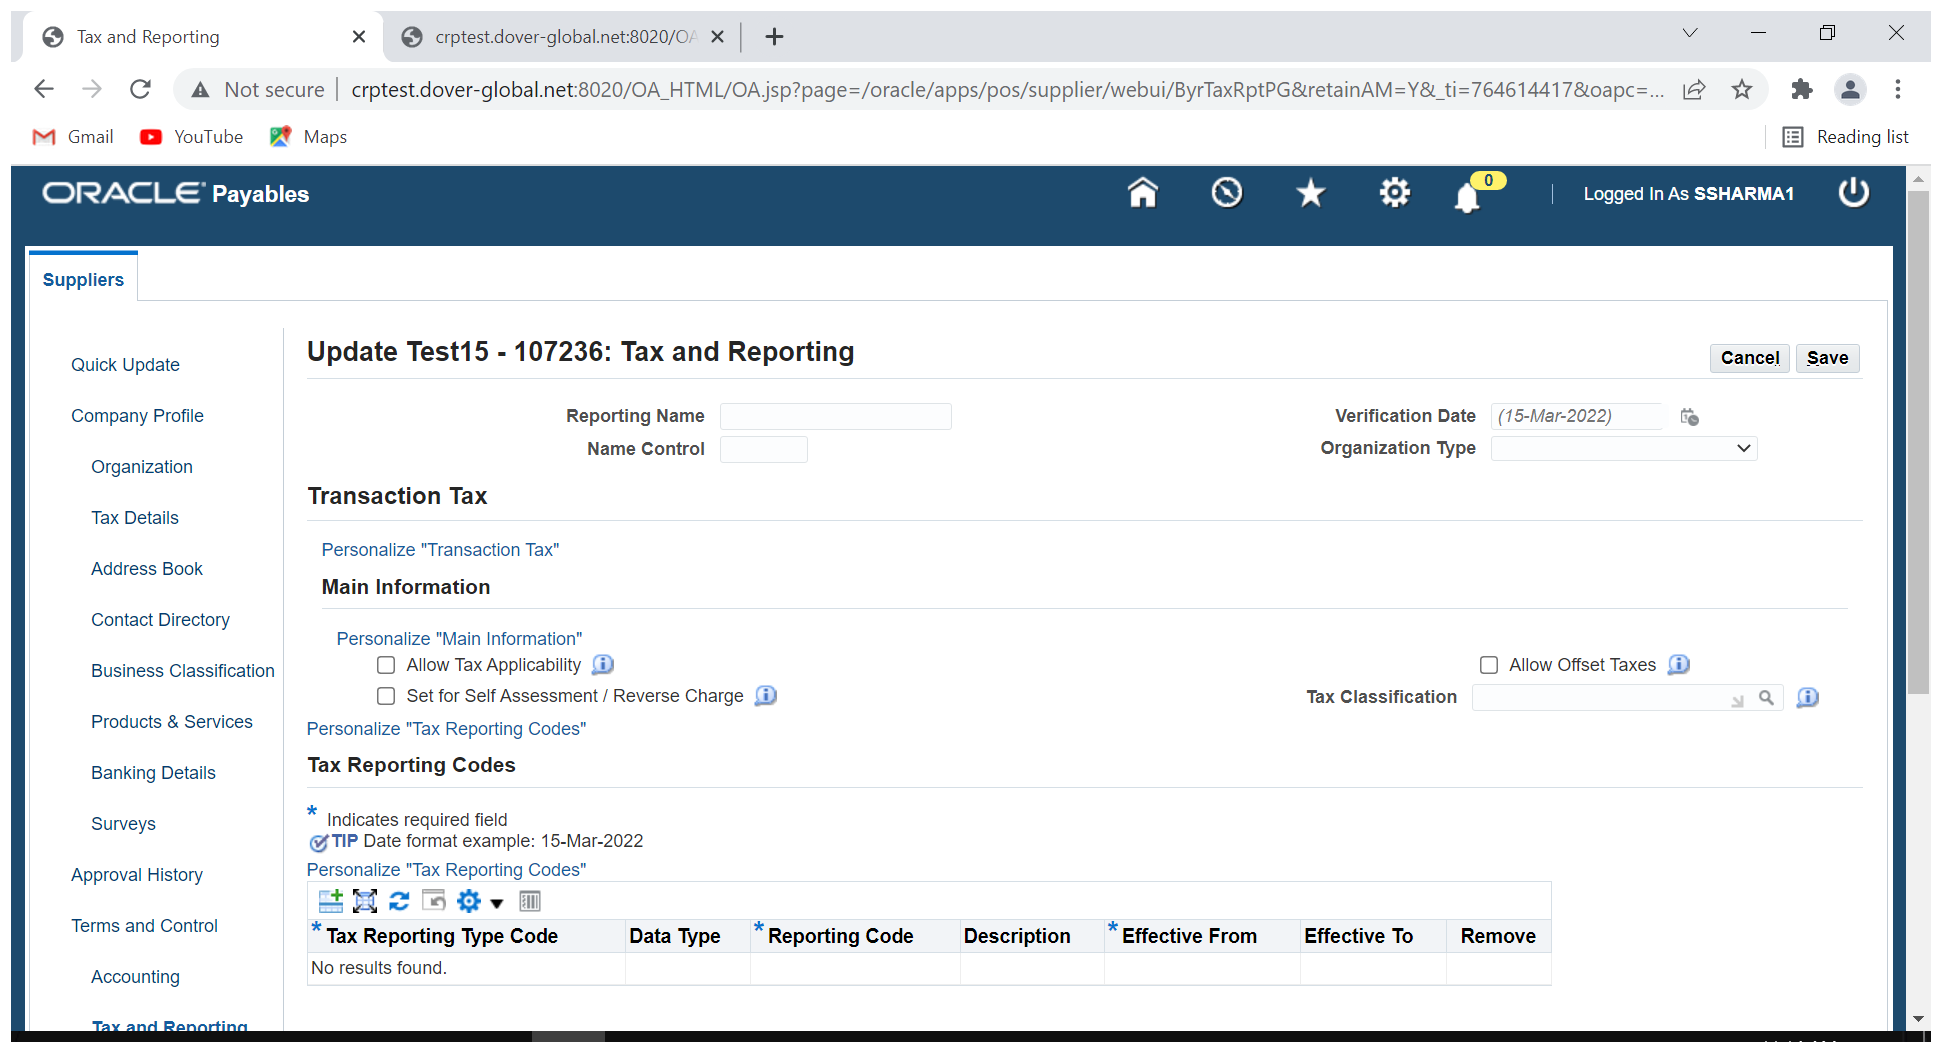 Tax and Reporting
crptest.dover-global.net:8020/OA
Not secure
crptest.dover-global.net:8020/OA_HTML/OA.jsp?page=/oracle/apps/pos/supplier/webui/ByrTaxRptPG&retainAM=Y&_ti=764614417&oapc=...
Gmail
YouTube
Maps
Reading list
ORACLE Payables
0
Logged In As SSHARMA1
Suppliers
Quick Update
Company Profile
Organization
Tax Details
Address Book
Contact Directory
Business Classification
Products & Services
Banking Details
Surveys
Approval History
Terms and Control
Accounting
Tax and Reporting
Update Test15 - 107236: Tax and Reporting
Cancel
Save
Reporting Name
Name Control
Verification Date
(15-Mar-2022)
Organization Type
Transaction Tax
Personalize "Transaction Tax"
Main Information
Personalize "Main Information"
Allow Tax Applicability
Allow Offset Taxes
Set for Self Assessment / Reverse Charge
Tax Classification
Personalize "Tax Reporting Codes"
Tax Reporting Codes
* Indicates required field
TIP Date format example: 15-Mar-2022
Personalize "Tax Reporting Codes"
* Tax Reporting Type Code
Data Type
* Reporting Code
Description
* Effective From
Effective To
Remove
No results found.